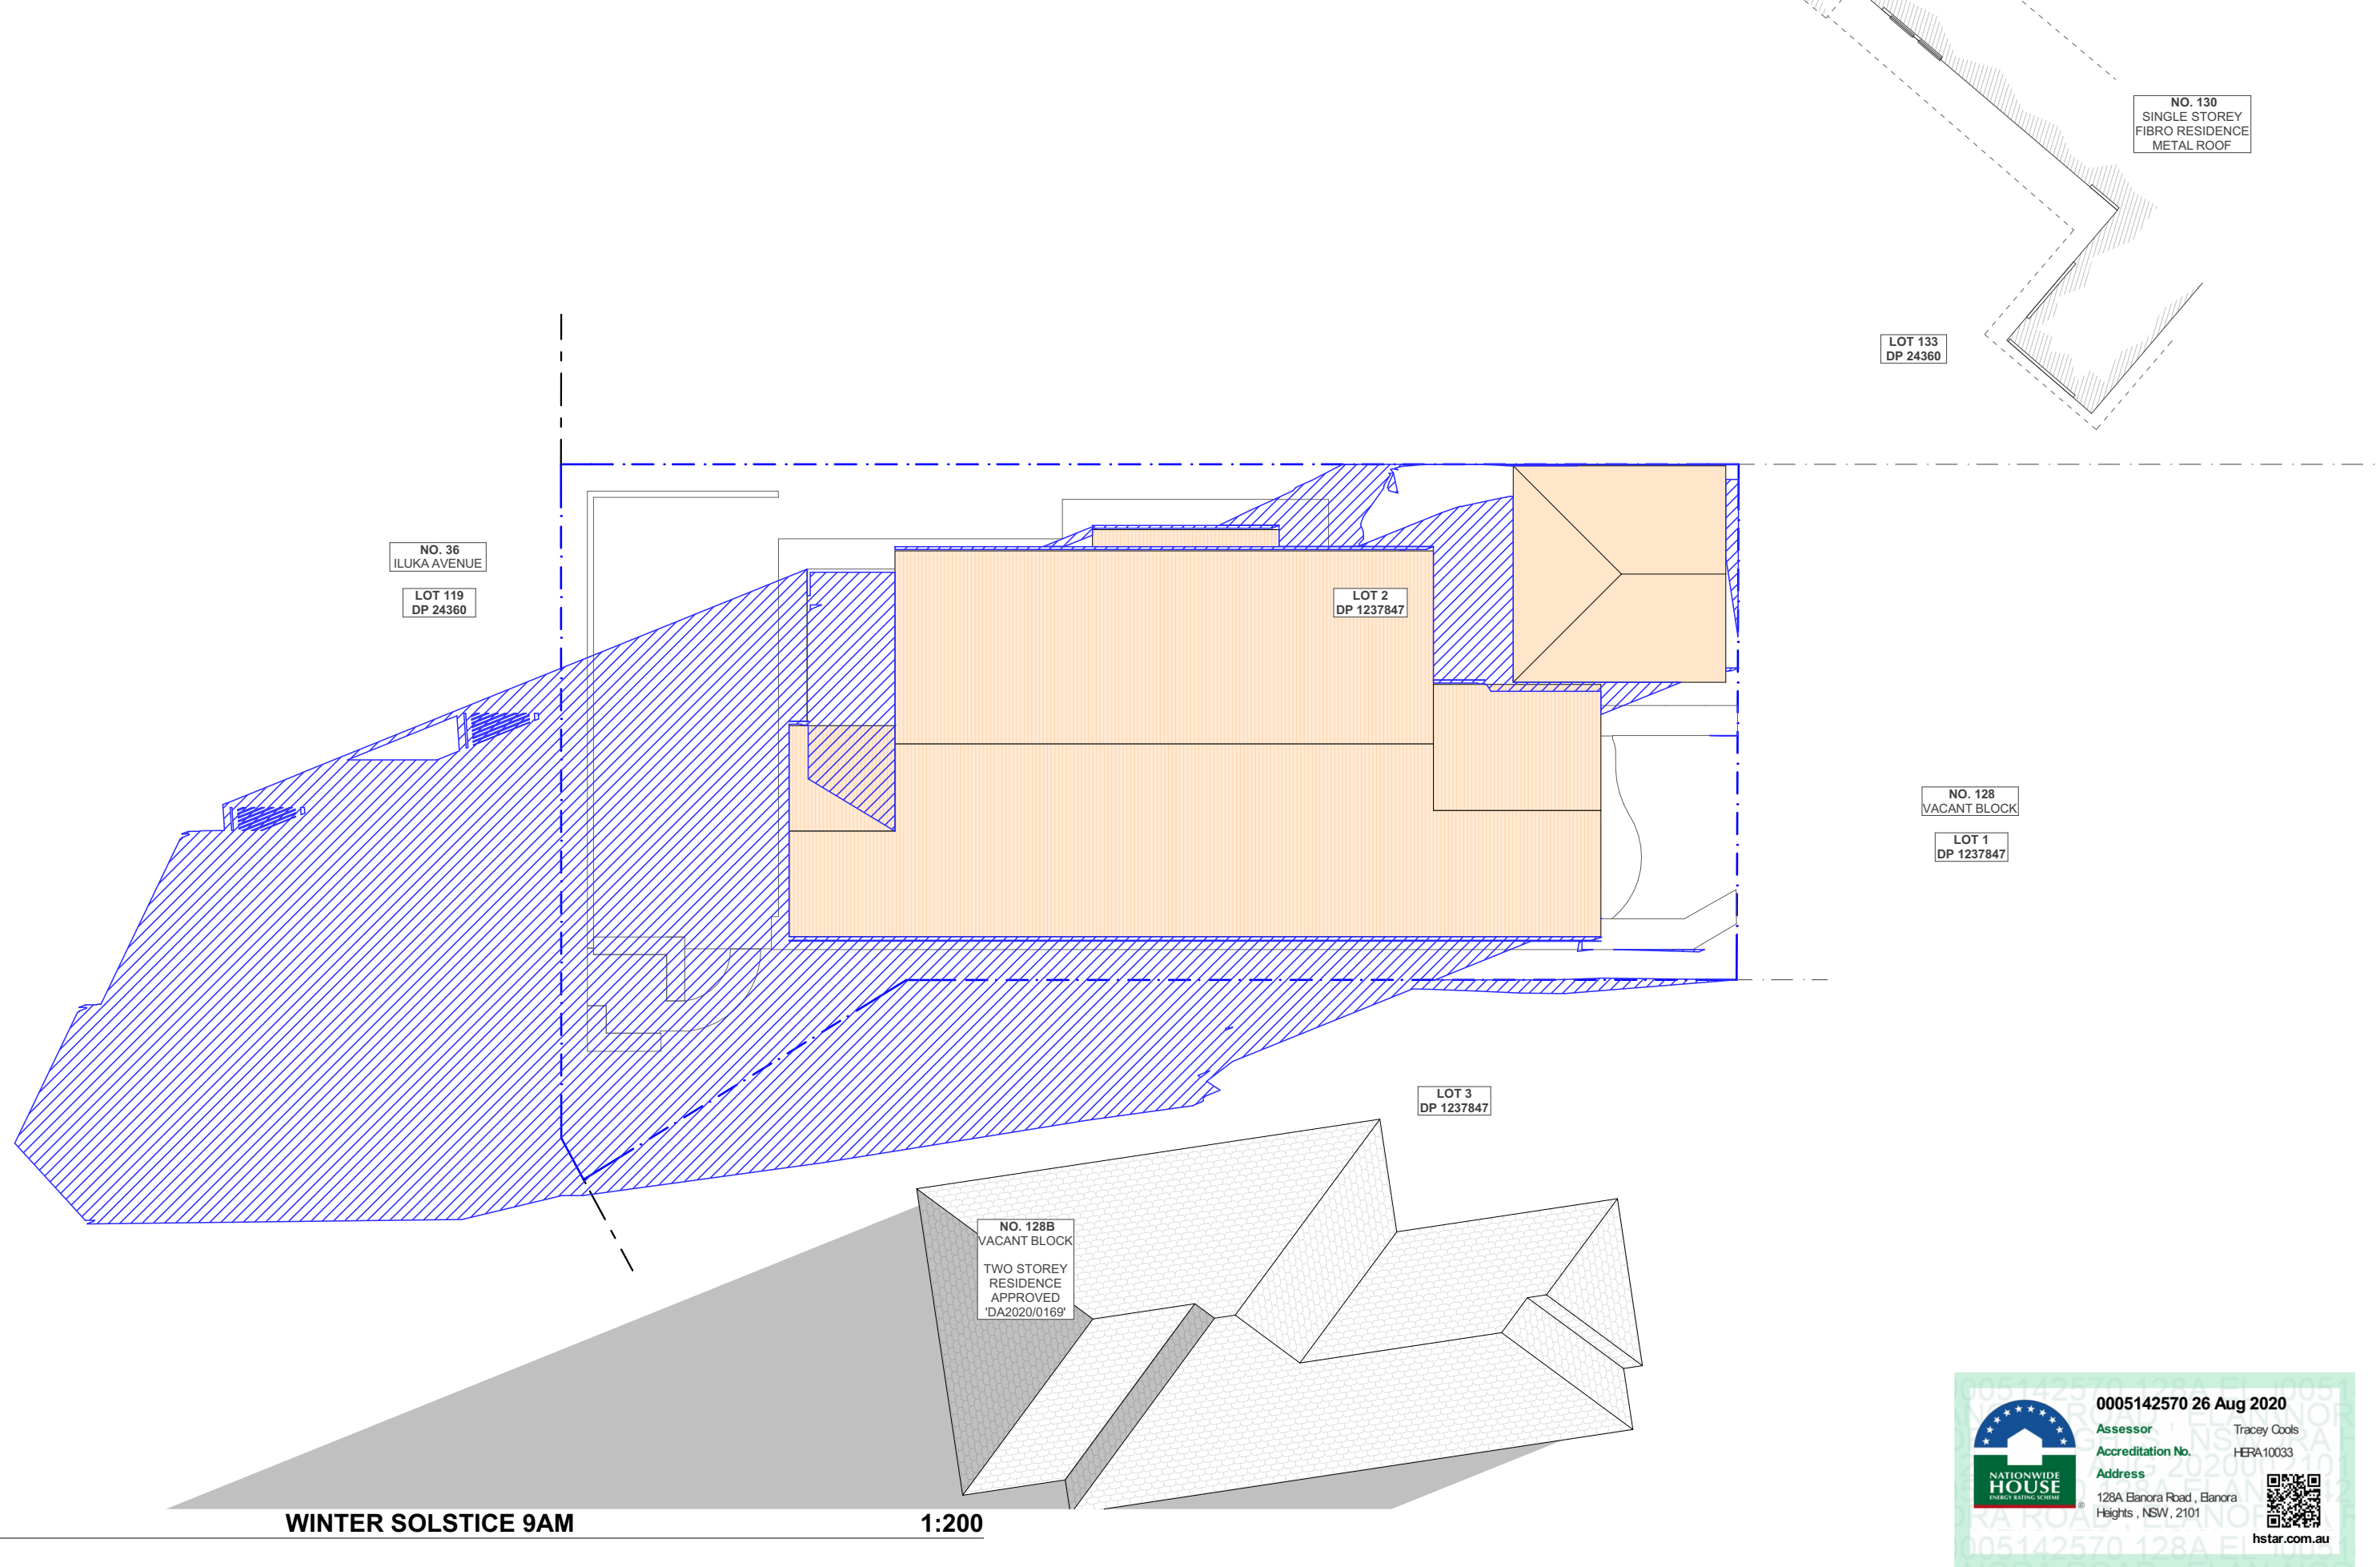 NO. 130
SINGLE STOREY
FIBRO RESIDENCE
METAL ROOF
LOT 133
DP 24360
NO. 36
ILUKA AVENUE
LOT 119
DP 24360
LOT 2
DP 1237847
NO. 128
VACANT BLOCK
LOT 1
DP 1237847
LOT 3
DP 1237847
NO. 128B
VACANT BLOCK
TWO STOREY
RESIDENCE
APPROVED
'DA2020/0169'
WINTER SOLSTICE 9AM
1:200
0005142570 26 Aug 2020
Assessor Tracey Cools
Accreditation No. HERA10033
Address
128A Elanora Road , Elanora
Heights , NSW , 2101
hstar.com.au
NATIONWIDE
HOUSE
ENERGY RATING SCHEME
®